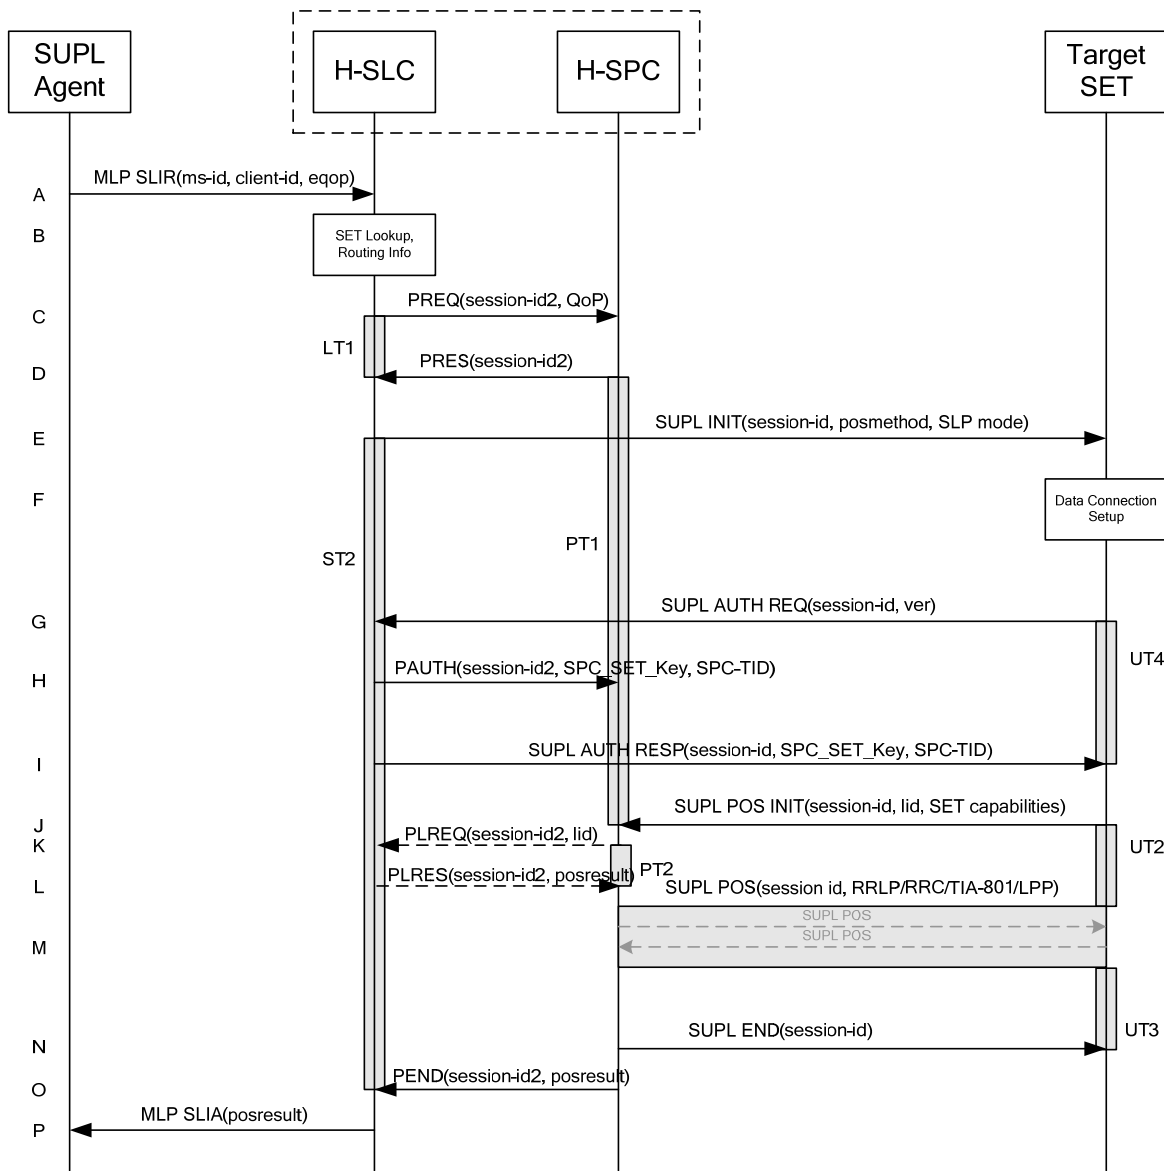 SUPL
Agent
H-SLC
H-SPC
Target
SET
A
MLP SLIR(ms-id, client-id, eqop)
B
SET Lookup,
Routing Info
C
PREQ(session-id2, QoP)
LT1
D
PRES(session-id2)
E
SUPL INIT(session-id, posmethod, SLP mode)
F
Data Connection
Setup
ST2
PT1
G
SUPL AUTH REQ(session-id, ver)
UT4
H
PAUTH(session-id2, SPC_SET_Key, SPC-TID)
I
SUPL AUTH RESP(session-id, SPC_SET_Key, SPC-TID)
J
SUPL POS INIT(session-id, lid, SET capabilities)
K
PLREQ(session-id2, lid)
UT2
L
PLRES(session-id2, posresult)
PT2
SUPL POS(session id, RRLP/RRC/TIA-801/LPP)
SUPL POS
M
SUPL POS
N
SUPL END(session-id)
UT3
O
PEND(session-id2, posresult)
P
MLP SLIA(posresult)